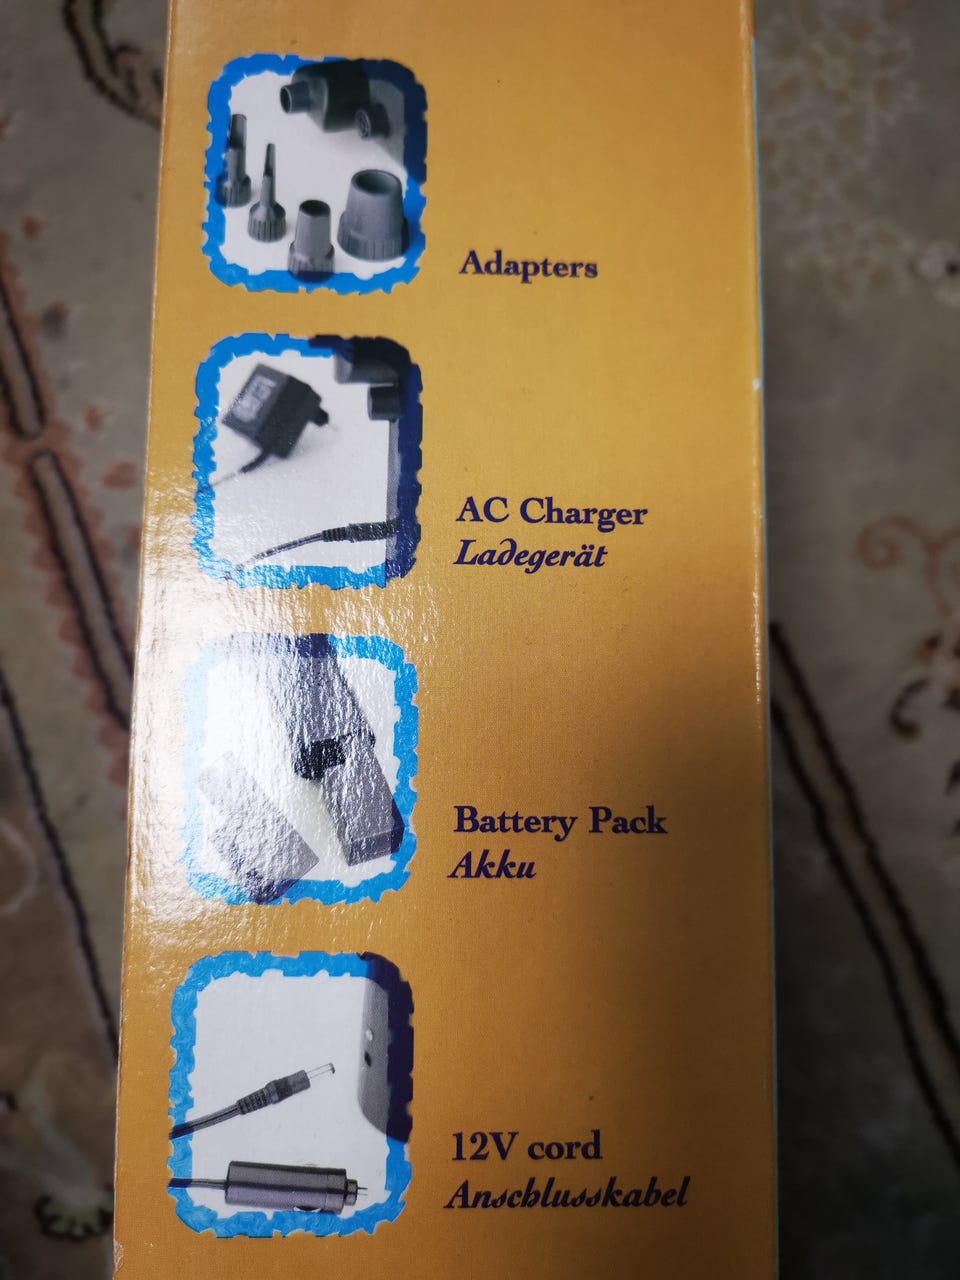 Adapters
AC Charger
Ladegerät
Battery Pack
Akku
12V cord
Anschlusskabel